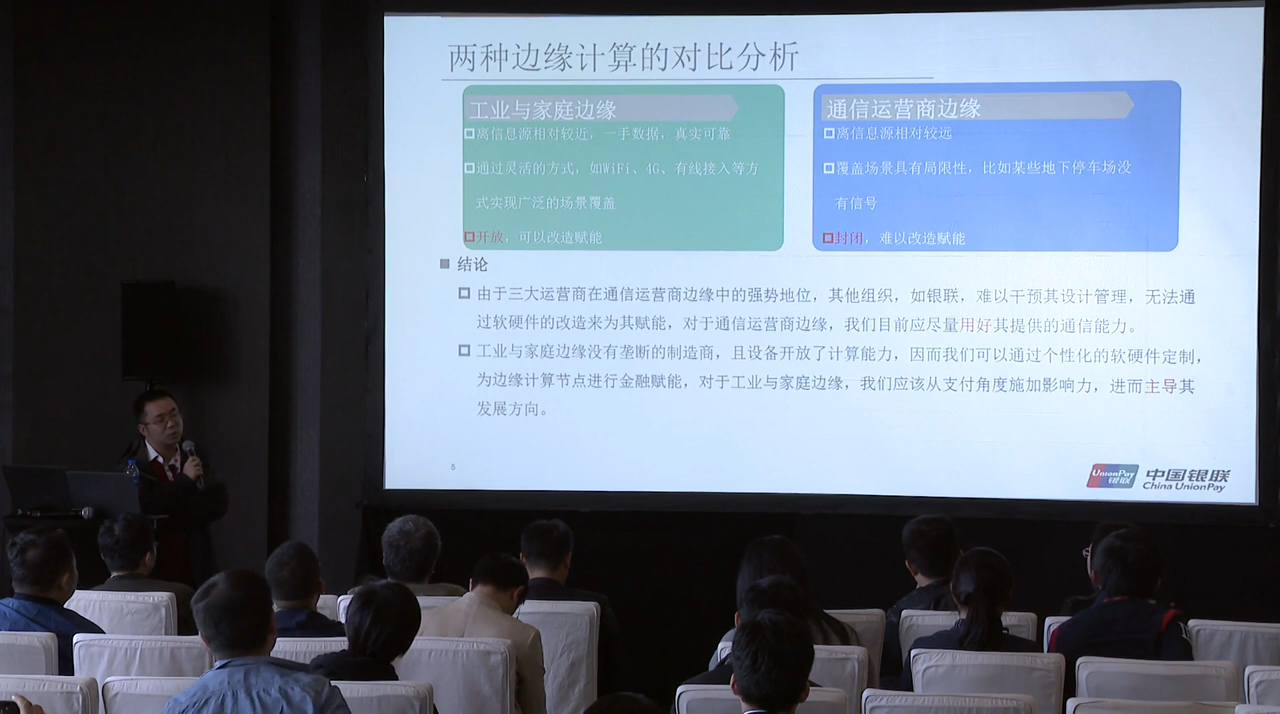 两种边缘计算的对比分析
工业与家庭边缘
离信息源相对较近，一手数据，真实可靠
通过灵活的方式，如WiFi、4G、有线接入等方
式实现广泛的场景覆盖
开放，可以改造赋能
通信运营商边缘
离信息源相对较远
覆盖场景具有局限性，比如某些地下停车场没
有信号
封闭，难以改造赋能
结论
由于三大运营商在通信运营商边缘中的强势地位，其他组织，如银联，难以干预其设计管理，无法通
过软硬件的改造来为其赋能，对于通信运营商边缘，我们目前应尽量用好其提供的通信能力。
工业与家庭边缘没有垄断的制造商，且设备开放了计算能力，因而我们可以通过个性化的软硬件定制，
为边缘计算节点进行金融赋能，对于工业与家庭边缘，我们应该从支付角度施加影响力，进而主导其
发展方向。
5
UnionPay
银联
中国银联
China UnionPay